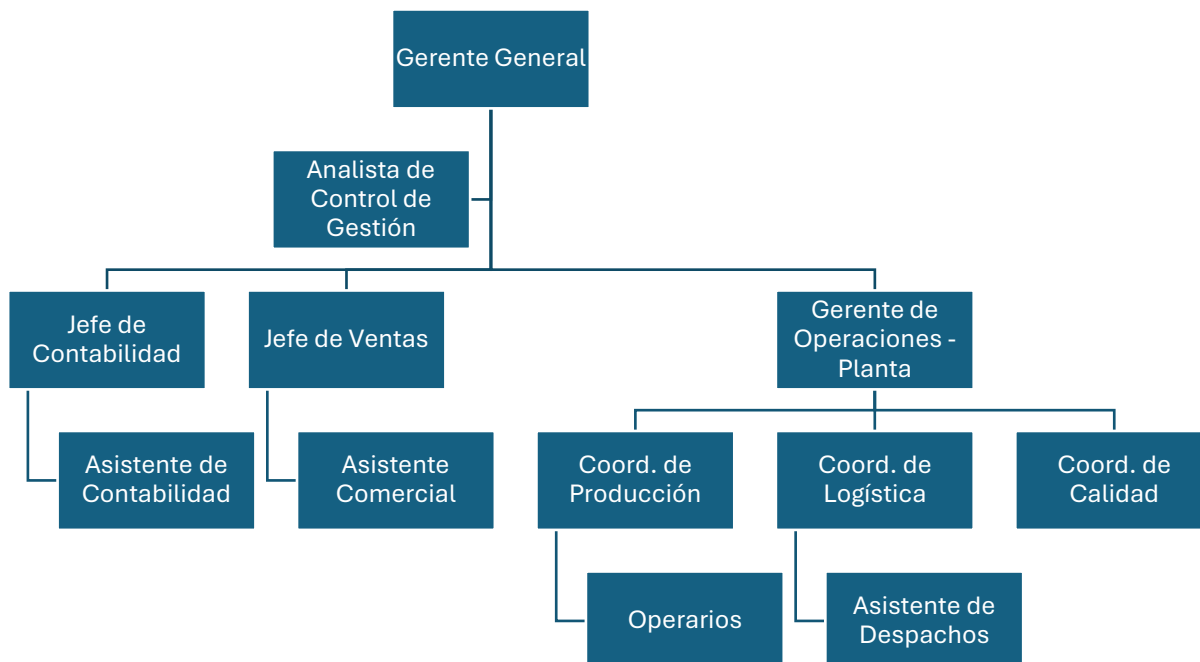 Gerente General
Analista de
Control de
Gestión
Jefe de
Contabilidad
Jefe de Ventas
Gerente de
Operaciones -
Planta
Asistente de
Contabilidad
Asistente
Comercial
Coord. de
Producción
Coord. de
Logística
Coord. de
Calidad
Operarios
Asistente de
Despachos